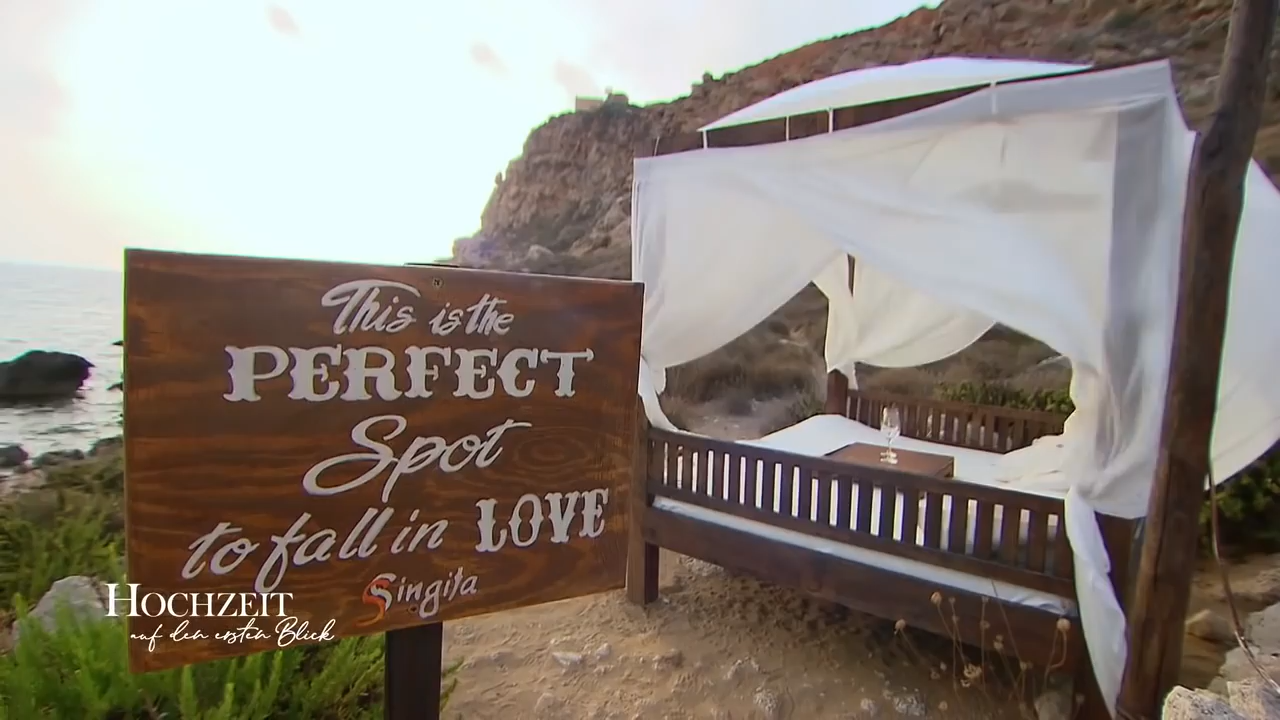 This is the
PERFECT
Spot
to fall in LOVE
Singita
HOCHZEIT
auf den ersten Blick